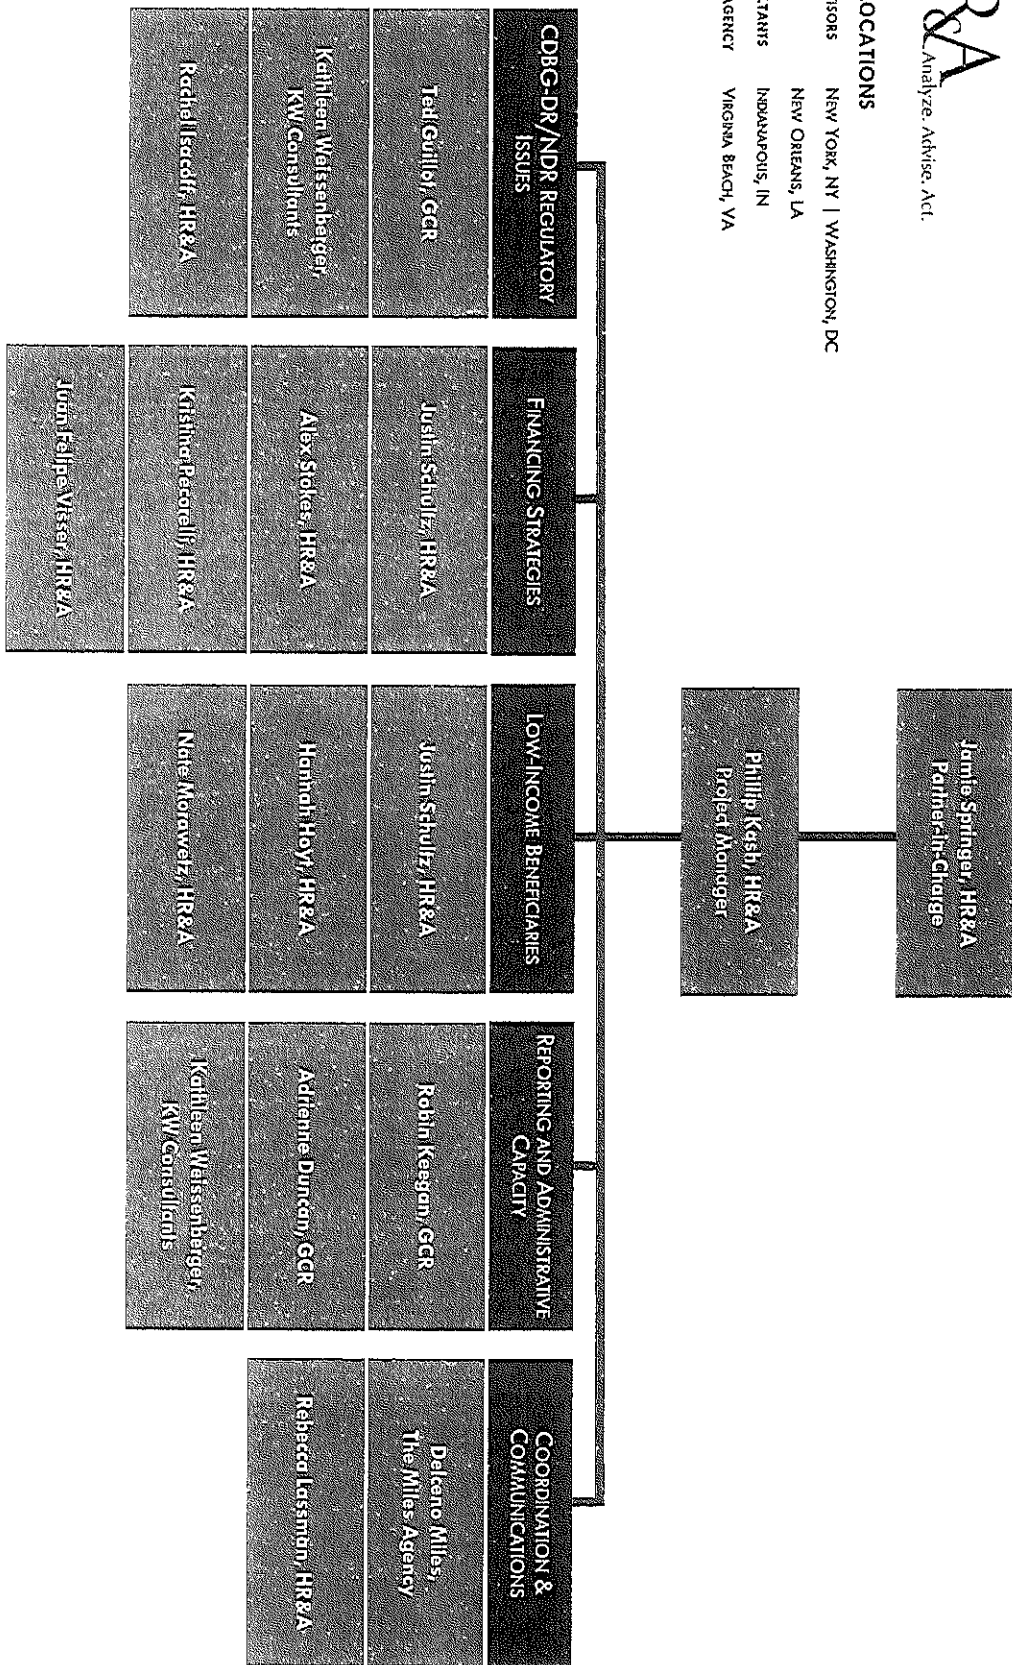 R&A
Analyze. Advise. Act.
OCATIONS
ISORS NEW YORK, NY | WASHINGTON, DC
NEW ORLEANS, LA
TANTS INDIANAPOLIS, IN
AGENCY VIRGINIA BEACH, VA
Jamie Springer, HR&A
Partner-In-Charge
Phillip Kash, HR&A
Project Manager
CDBG-DR/NDR REGULATORY
ISSUES
Ted Guillot, GCR
Kathleen Weissenberger,
KW Consultants
Rachel Isacoff, HR&A
FINANCING STRATEGIES
Justin Schultz, HR&A
Alex Stokes, HR&A
Kristina Pecorelli, HR&A
Juan Felipe Visser, HR&A
LOW-INCOME BENEFICIARIES
Justin Schultz, HR&A
Hannah Hoyt, HR&A
Nate Moravetz, HR&A
REPORTING AND ADMINISTRATIVE
CAPACITY
Robin Keegan, GCR
Adrienne Duncan, GCR
Kathleen Weissenberger,
KW Consultants
COORDINATION &
COMMUNICATIONS
Delceno Miles,
The Miles Agency
Rebecca Lassman, HR&A